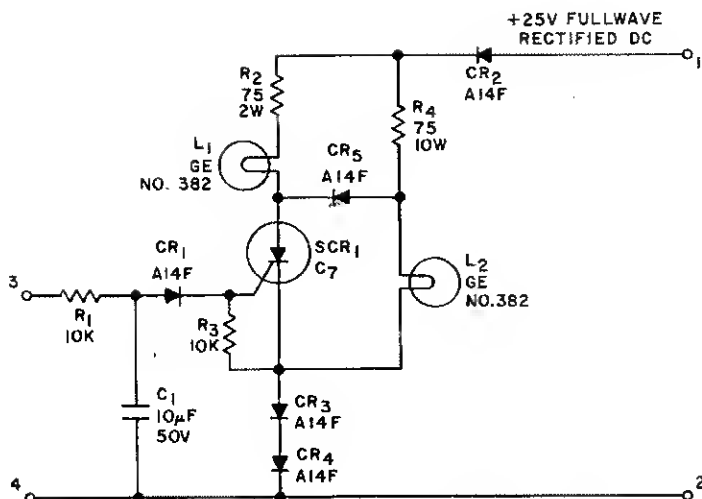 +25V FULLWAVE
RECTIFIED DC
1
CR2
A14F
R2
75
2W
R4
75
10W
L1
GE
NO. 382
CR5
A14F
SCR1
C7
L2
GE
NO.382
CR1
A14F
3
R1
10K
R3
10K
C1
10µF
50V
CR3
A14F
CR4
A14F
4
2